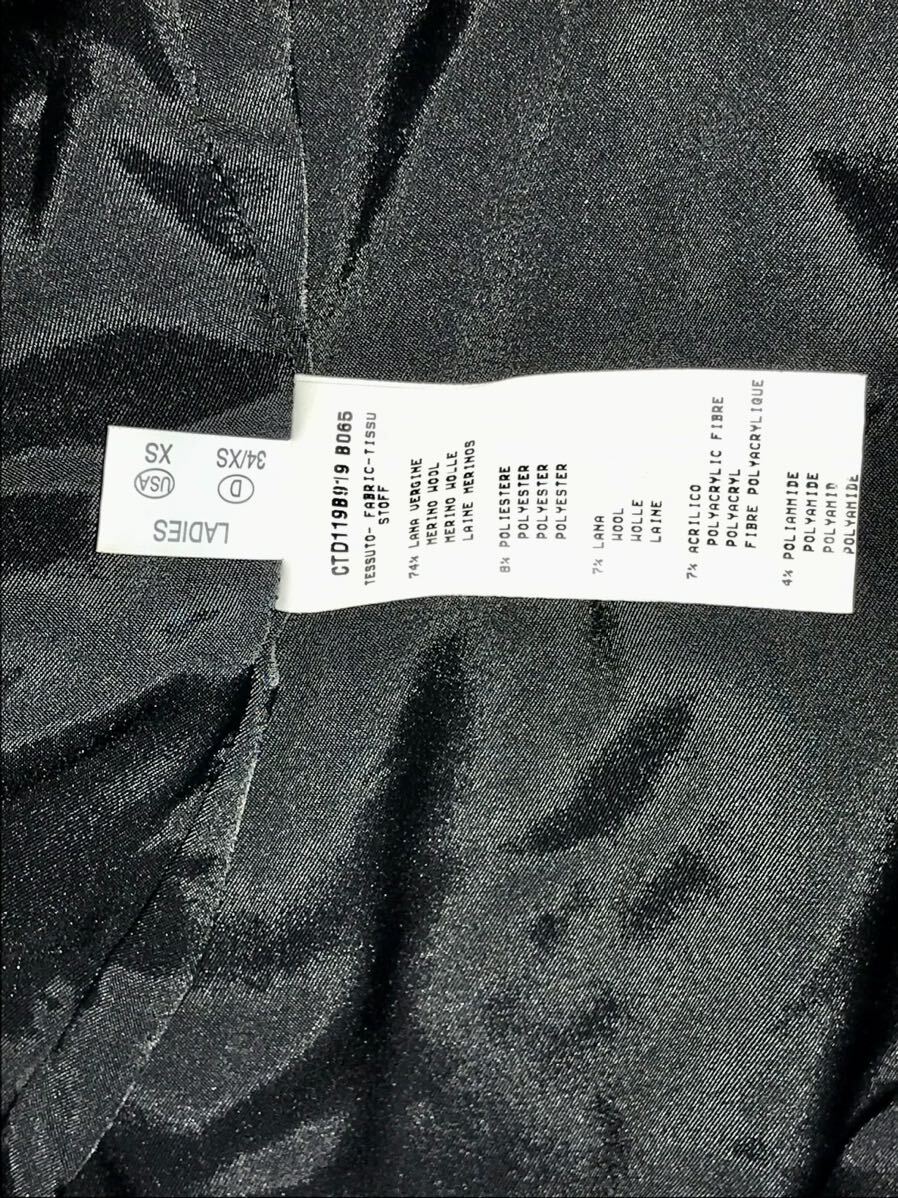 LADIES
USA XS
D 34/XS
CTD119B919 B065
TESSUTO- FABRIC-TISSU
STOFF
74% LANA VERGINE
MERINO WOOL
MERINO WOLLE
LAINE MERINOS
8% POLIESTERE
POLYESTER
POLYESTER
POLYESTER
7% LANA
WOOL
WOLLE
LAINE
7% ACRILICO
POLYACRYLIC FIBRE
POLYACRYL
FIBRE POLYACRYLIQUE
4% POLIAMMIDE
POLYAMIDE
POLYAMID
POLYAMIDE